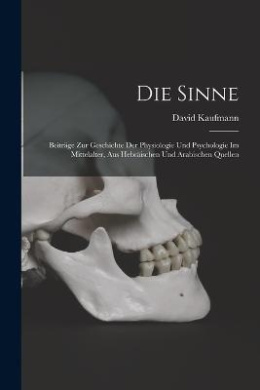 Die Sinne
David Kaufmann
Beiträge Zur Geschichte Der Physiologie Und Psychologie Im
Mittelalter, Aus Hebräischen Und Arabischen Quellen